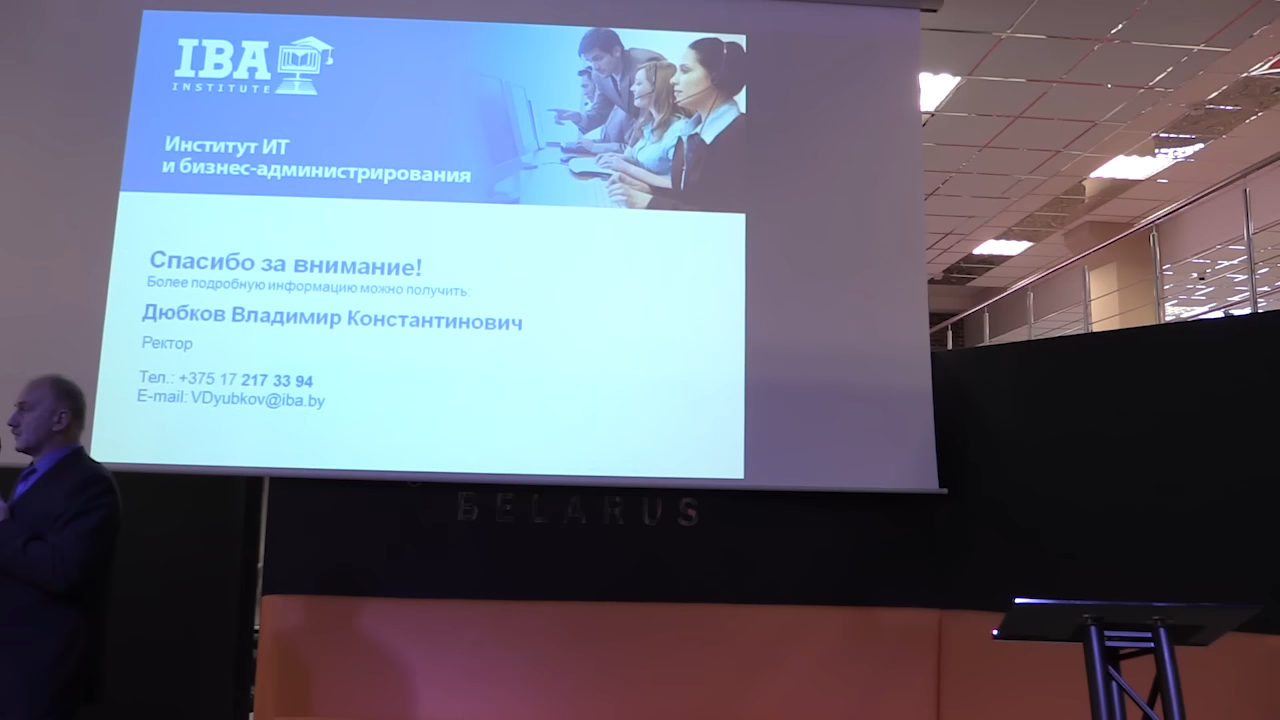 IBA
INSTITUTE
Институт ИТ
и бизнес-администрирования
Спасибо за внимание!
Более подробную информацию можно получить:
Дюбков Владимир Константинович
Ректор
Тел.: +375 17 217 33 94
E-mail: VDyubkov@iba.by
BELARUS